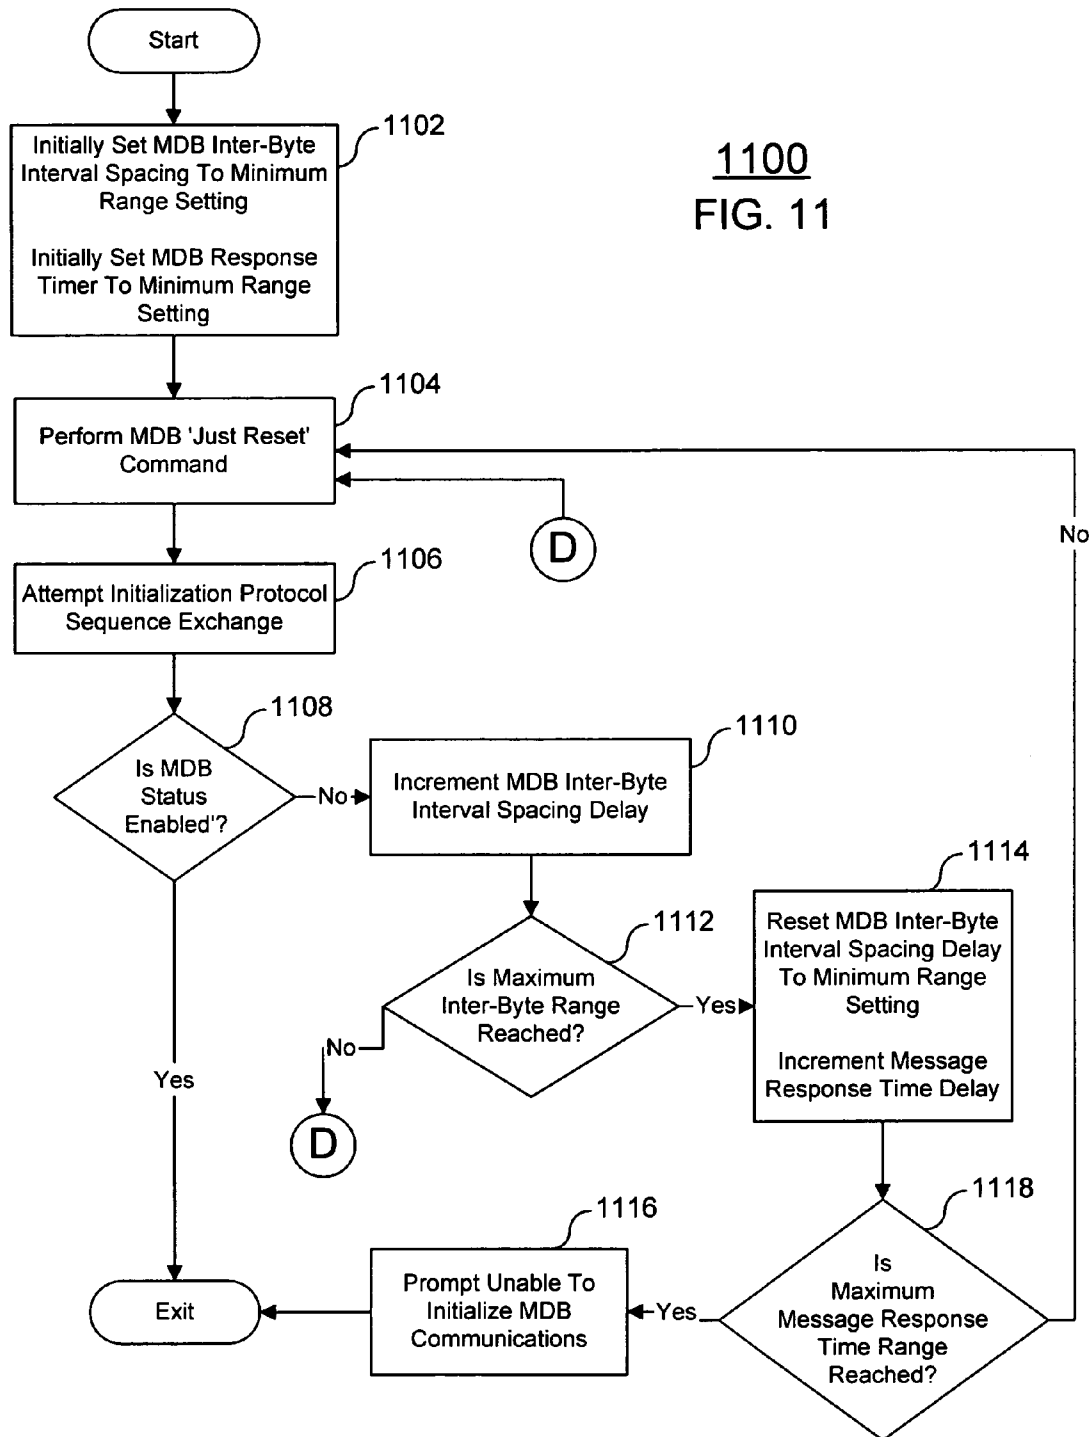 Start
1102
Initially Set MDB Inter-Byte
Interval Spacing To Minimum
Range Setting
Initially Set MDB Response
Timer To Minimum Range
Setting
1100
FIG. 11
1104
Perform MDB 'Just Reset'
Command
D
No
1106
Attempt Initialization Protocol
Sequence Exchange
1108
Is MDB
Status
Enabled'?
No
1110
Increment MDB Inter-Byte
Interval Spacing Delay
1112
Is Maximum
Inter-Byte Range
Reached?
Yes
1114
Reset MDB Inter-Byte
Interval Spacing Delay
To Minimum Range
Setting
Increment Message
Response Time Delay
No
D
Yes
1118
Is
Maximum
Message Response
Time Range
Reached?
Yes
1116
Prompt Unable To
Initialize MDB
Communications
Exit